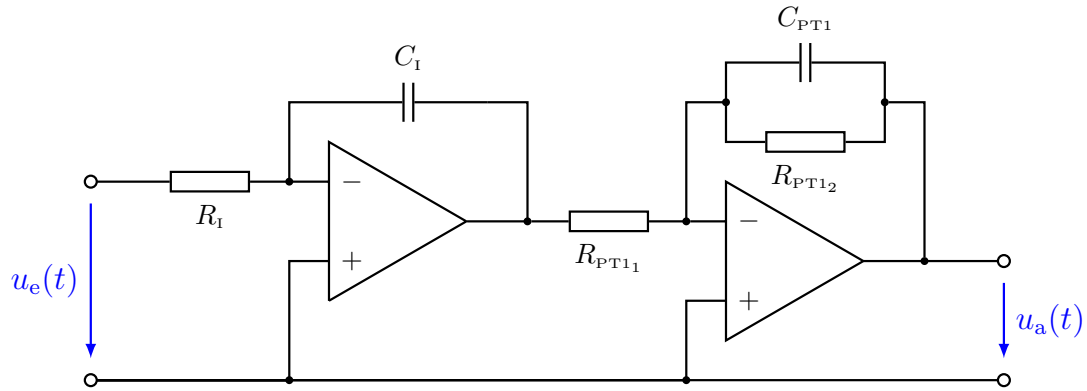 C_PT1
C_I
−
R_I
+
R_PT1_2
−
R_PT1_1
+
u_e(t)
u_a(t)